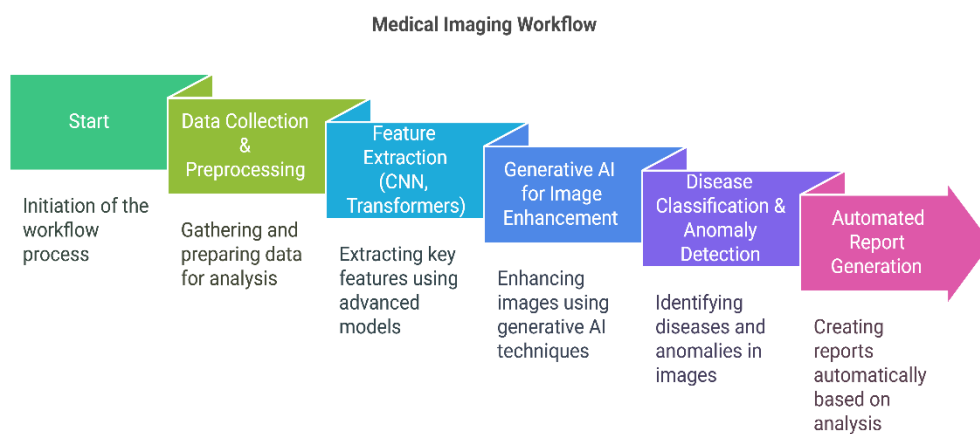 Medical Imaging Workflow
Start
Initiation of the
workflow
process
Data Collection
&
Preprocessing
Gathering and
preparing data
for analysis
Feature
Extraction
(CNN,
Transformers)
Extracting key
features using
advanced
models
Generative AI
for Image
Enhancement
Enhancing
images using
generative AI
techniques
Disease
Classification &
Anomaly
Detection
Identifying
diseases and
anomalies in
images
Automated
Report
Generation
Creating
reports
automatically
based on
analysis